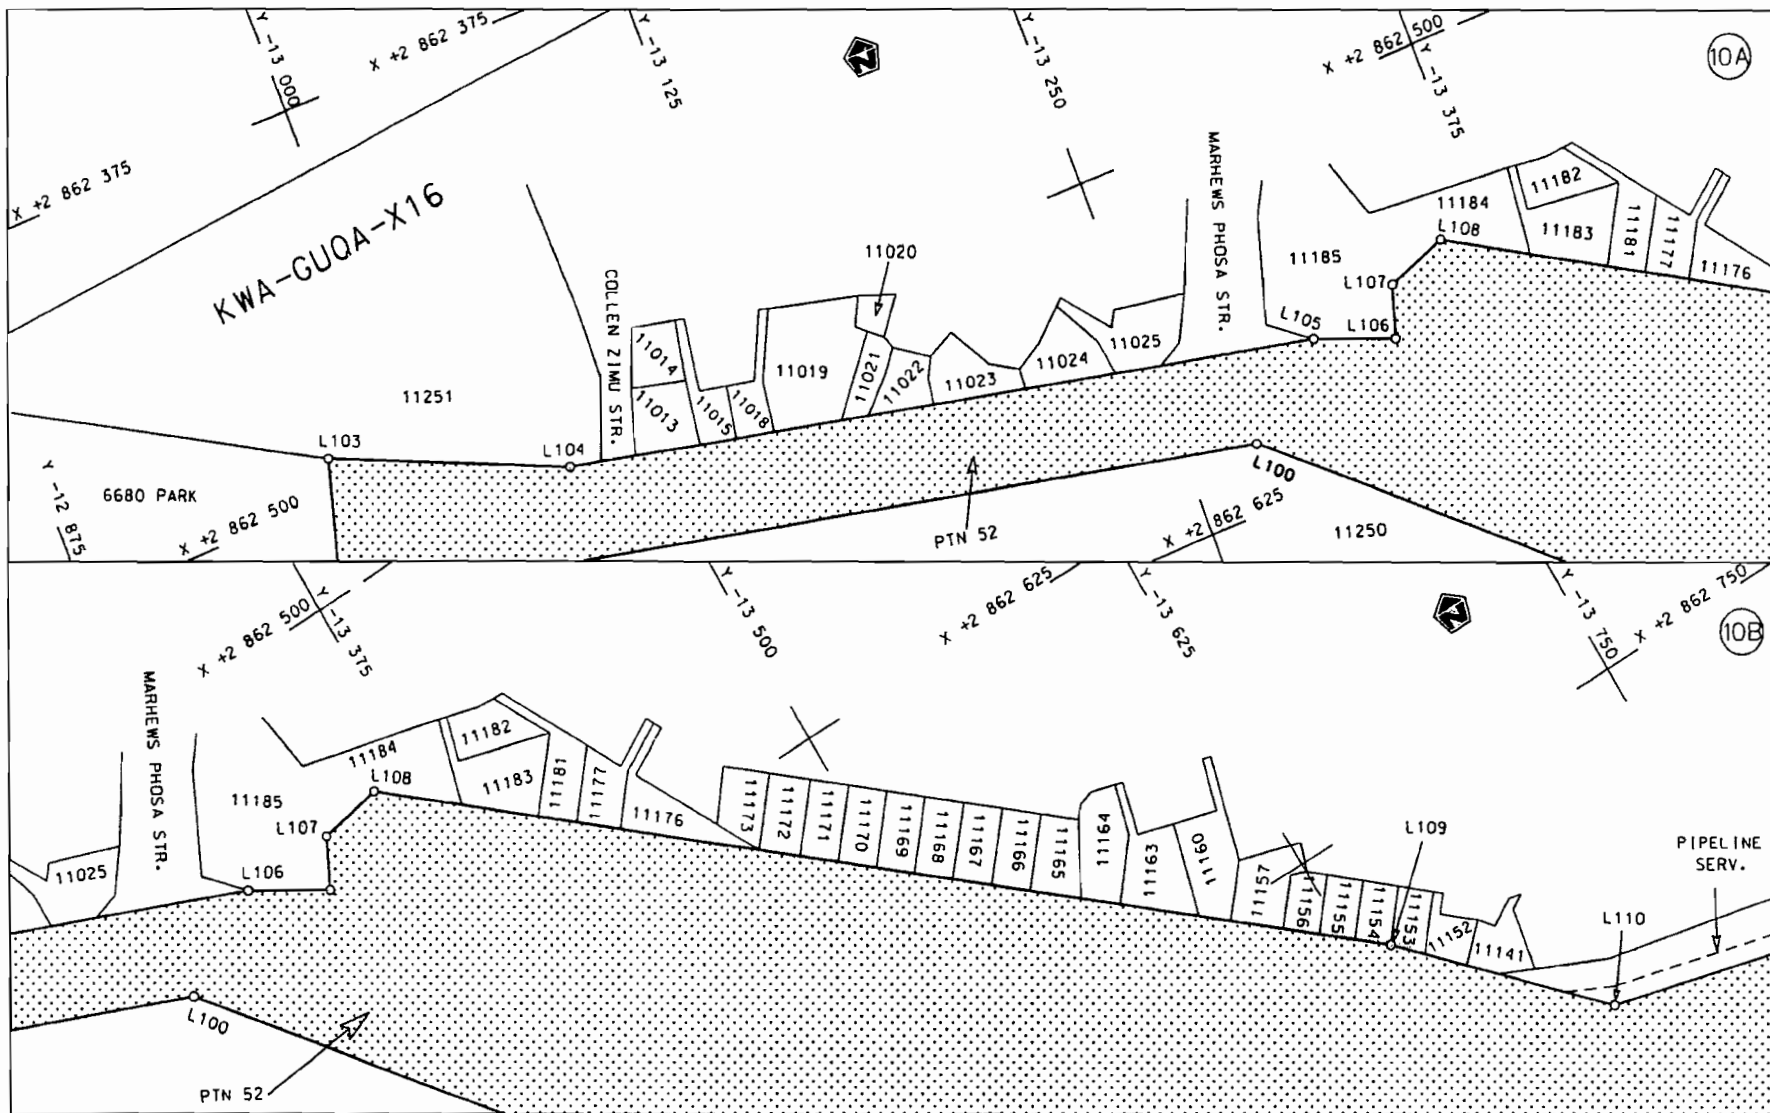 Y -13 000
X +2 862 375
Y -13 125
N
Y -13 250
X +2 862 500
Y -13 375
10A
X +2 862 375
KWA-GUQA-X16
COLLEN ZIMU STR.
MARHEWS PHOSA STR.
11020
11014
11013
11015
11018
11019
11021
11022
11023
11024
11025
11185
11184
11182
11183
11181
11177
11176
L108
L107
L105
L106
11251
L103
L104
L100
Y -12 875
6680 PARK
X +2 862 500
PTN 52
X +2 862 625
11250
X +2 862 500
Y -13 375
Y -13 500
X +2 862 625
Y -13 625
N
Y -13 750
X +2 862 750
10B
MARHEWS PHOSA STR.
11025
11185
11184
11182
11183
11181
11177
11176
L108
L107
L106
11173
11172
11171
11170
11169
11168
11167
11166
11165
11164
11163
11160
11157
11156
11155
11154
11153
11152
11141
L109
L110
PIPELINE
SERV.
L100
PTN 52